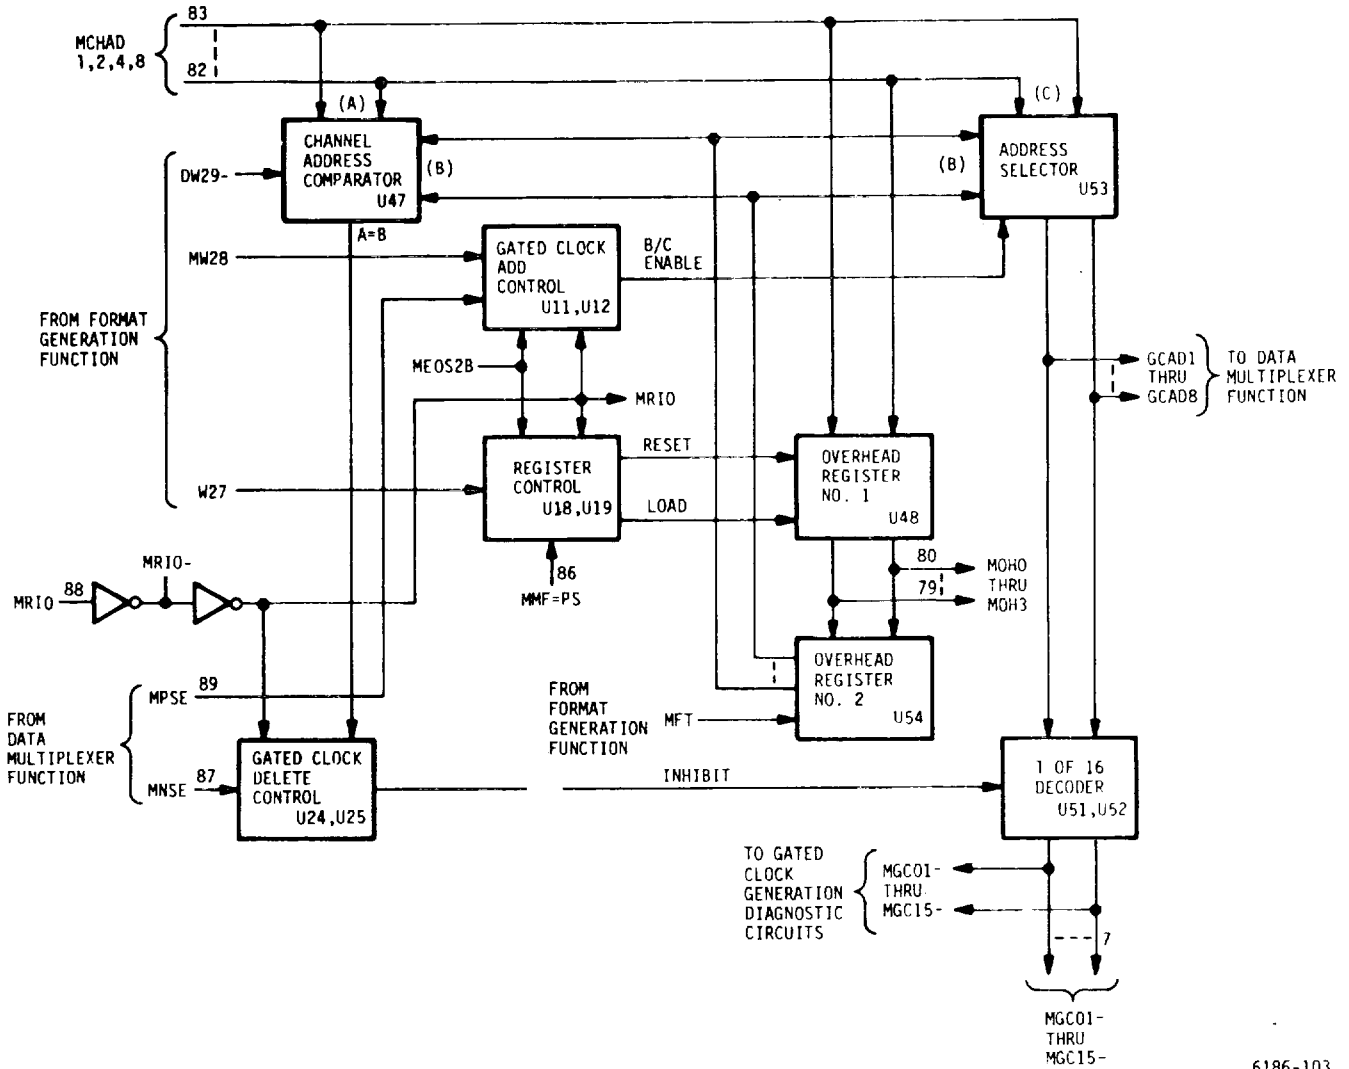 83
MCHAD
1,2,4,8
82
(A)
(C)
CHANNEL
ADDRESS
COMPARATOR
U47
(B)
(B)
ADDRESS
SELECTOR
U53
DW29-
A=B
MW28
GATED CLOCK
ADD
CONTROL
U11,U12
B/C
ENABLE
FROM FORMAT
GENERATION
FUNCTION
MEOS2B
MRIO
GCAD1
THRU
GCAD8
TO DATA
MULTIPLEXER
FUNCTION
W27
REGISTER
CONTROL
U18,U19
RESET
LOAD
OVERHEAD
REGISTER
NO. 1
U48
86
MMF=PS
80
79
MOHO
THRU
MOH3
MRIO-
MRIO
88
OVERHEAD
REGISTER
NO. 2
U54
FROM
FORMAT
GENERATION
FUNCTION
MFT
FROM
DATA
MULTIPLEXER
FUNCTION
MPSE
89
MNSE
87
GATED CLOCK
DELETE
CONTROL
U24,U25
INHIBIT
1 OF 16
DECODER
U51,U52
TO GATED
CLOCK
GENERATION
DIAGNOSTIC
CIRCUITS
MGC01-
THRU
MGC15-
7
MGC01-
THRU
MGC15-
6186-103